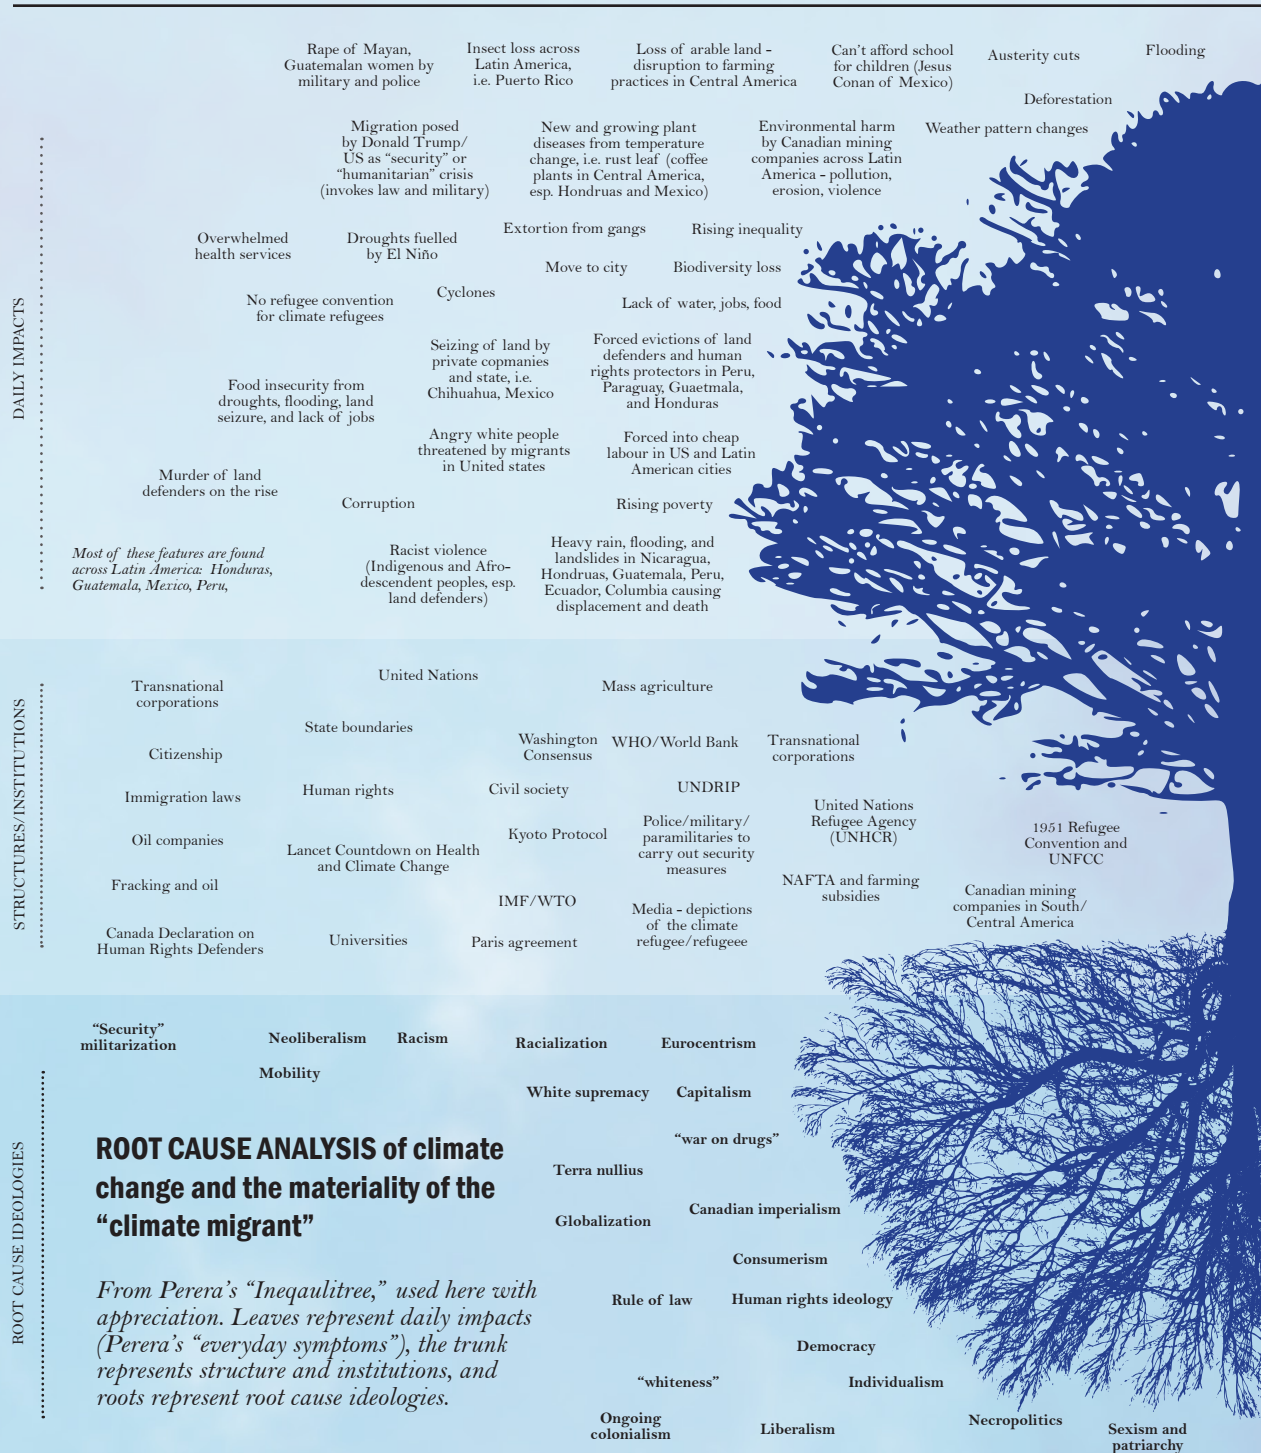 Rape of Mayan,
Guatemalan women by
military and police
Insect loss across
Latin America,
i.e. Puerto Rico
Loss of arable land -
disruption to farming
practices in Central America
Can't afford school
for children (Jesus
Conan of Mexico)
Austerity cuts
Flooding
Deforestation
Migration posed
by Donald Trump/
US as “security” or
“humanitarian” crisis
(invokes law and military)
New and growing plant
diseases from temperature
change, i.e. rust leaf (coffee
plants in Central America,
esp. Hondruas and Mexico)
Environmental harm
by Canadian mining
companies across Latin
America - pollution,
erosion, violence
Weather pattern changes
Overwhelmed
health services
Droughts fuelled
by El Niño
Extortion from gangs
Rising inequality
Move to city
Biodiversity loss
No refugee convention
for climate refugees
Cyclones
Lack of water, jobs, food
DAILY IMPACTS
Seizing of land by
private copmanies
and state, i.e.
Chihuahua, Mexico
Forced evictions of land
defenders and human
rights protectors in Peru,
Paraguay, Guaetmala,
and Honduras
Food insecurity from
droughts, flooding, land
seizure, and lack of jobs
Angry white people
threatened by migrants
in United states
Forced into cheap
labour in US and Latin
American cities
Murder of land
defenders on the rise
Corruption
Rising poverty
Most of these features are found
across Latin America: Honduras,
Guatemala, Mexico, Peru,
Racist violence
(Indigenous and Afro-
descendent peoples, esp.
land defenders)
Heavy rain, flooding, and
landslides in Nicaragua,
Hondruas, Guatemala, Peru,
Ecuador, Columbia causing
displacement and death
STRUCTURES/INSTITUTIONS
Transnational
corporations
United Nations
Mass agriculture
State boundaries
Citizenship
Washington
Consensus
WHO/World Bank
Transnational
corporations
Immigration laws
Human rights
Civil society
UNDRIP
Oil companies
Lancet Countdown on Health
and Climate Change
Kyoto Protocol
Police/military/
paramilitaries to
carry out security
measures
United Nations
Refugee Agency
(UNHCR)
1951 Refugee
Convention and
UNFCC
Fracking and oil
IMF/WTO
NAFTA and farming
subsidies
Canadian mining
companies in South/
Central America
Canada Declaration on
Human Rights Defenders
Universities
Paris agreement
Media - depictions
of the climate
refugee/refugeee
ROOT CAUSE IDEOLOGIES
“Security”
militarization
Neoliberalism
Racism
Racialization
Eurocentrism
Mobility
White supremacy
Capitalism
“war on drugs”
ROOT CAUSE ANALYSIS of climate
change and the materiality of the
“climate migrant”
Terra nullius
Globalization
Canadian imperialism
Consumerism
From Perera's “Ineqaulitree,” used here with
appreciation. Leaves represent daily impacts
(Perera's “everyday symptoms”), the trunk
represents structure and institutions, and
roots represent root cause ideologies.
Rule of law
Human rights ideology
Democracy
“whiteness”
Individualism
Ongoing
colonialism
Liberalism
Necropolitics
Sexism and
patriarchy